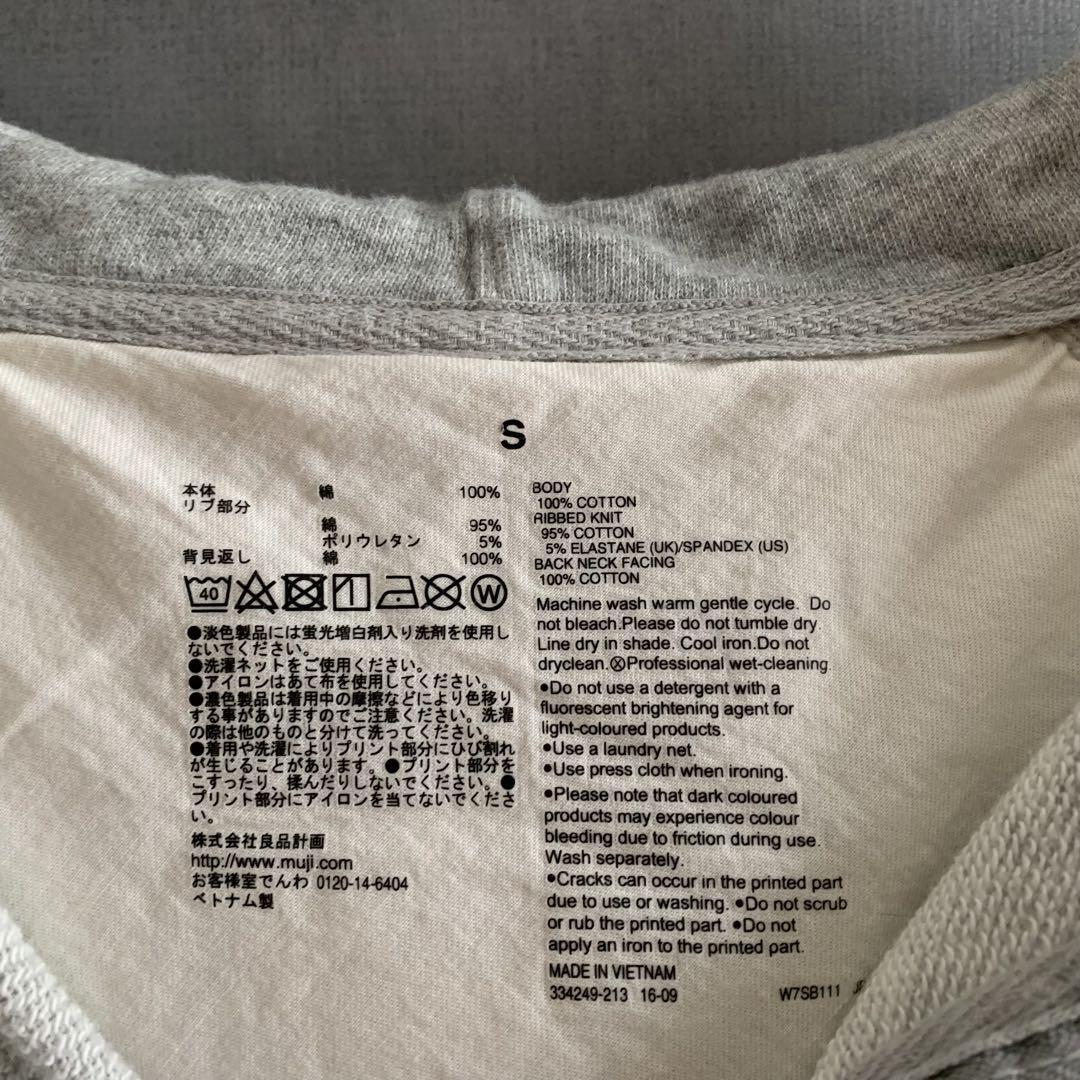 S
本体 綿 100%
リブ部分
綿 95%
ポリウレタン 5%
背見返し 綿 100%
40 W
●淡色製品には蛍光増白剤入り洗剤を使用し
ないでください。
●洗濯ネットをご使用ください。
●アイロンはあて布を使用してください。
●濃色製品は着用中の摩擦などにより色移り
する事がありますのでご注意ください。洗濯
の際は他のものと分けて洗ってください。
●着用や洗濯によりプリント部分にひび割れ
が生じることがあります。●プリント部分を
こすったり、揉んだりしないでください。●
プリント部分にアイロンを当てないでくださ
い。
株式会社良品計画
http://www.muji.com
お客様室でんわ 0120-14-6404
ベトナム製
BODY
100% COTTON
RIBBED KNIT
95% COTTON
5% ELASTANE (UK)/SPANDEX (US)
BACK NECK FACING
100% COTTON
Machine wash warm gentle cycle. Do
not bleach.Please do not tumble dry.
Line dry in shade. Cool iron.Do not
dryclean.ⓌProfessional wet-cleaning
●Do not use a detergent with a
fluorescent brightening agent for
light-coloured products.
●Use a laundry net.
●Use press cloth when ironing.
●Please note that dark coloured
products may experience colour
bleeding due to friction during use.
Wash separately.
●Cracks can occur in the printed part
due to use or washing. ●Do not scrub
or rub the printed part. ●Do not
apply an iron to the printed part.
MADE IN VIETNAM
334249-213 16-09 W7SB111